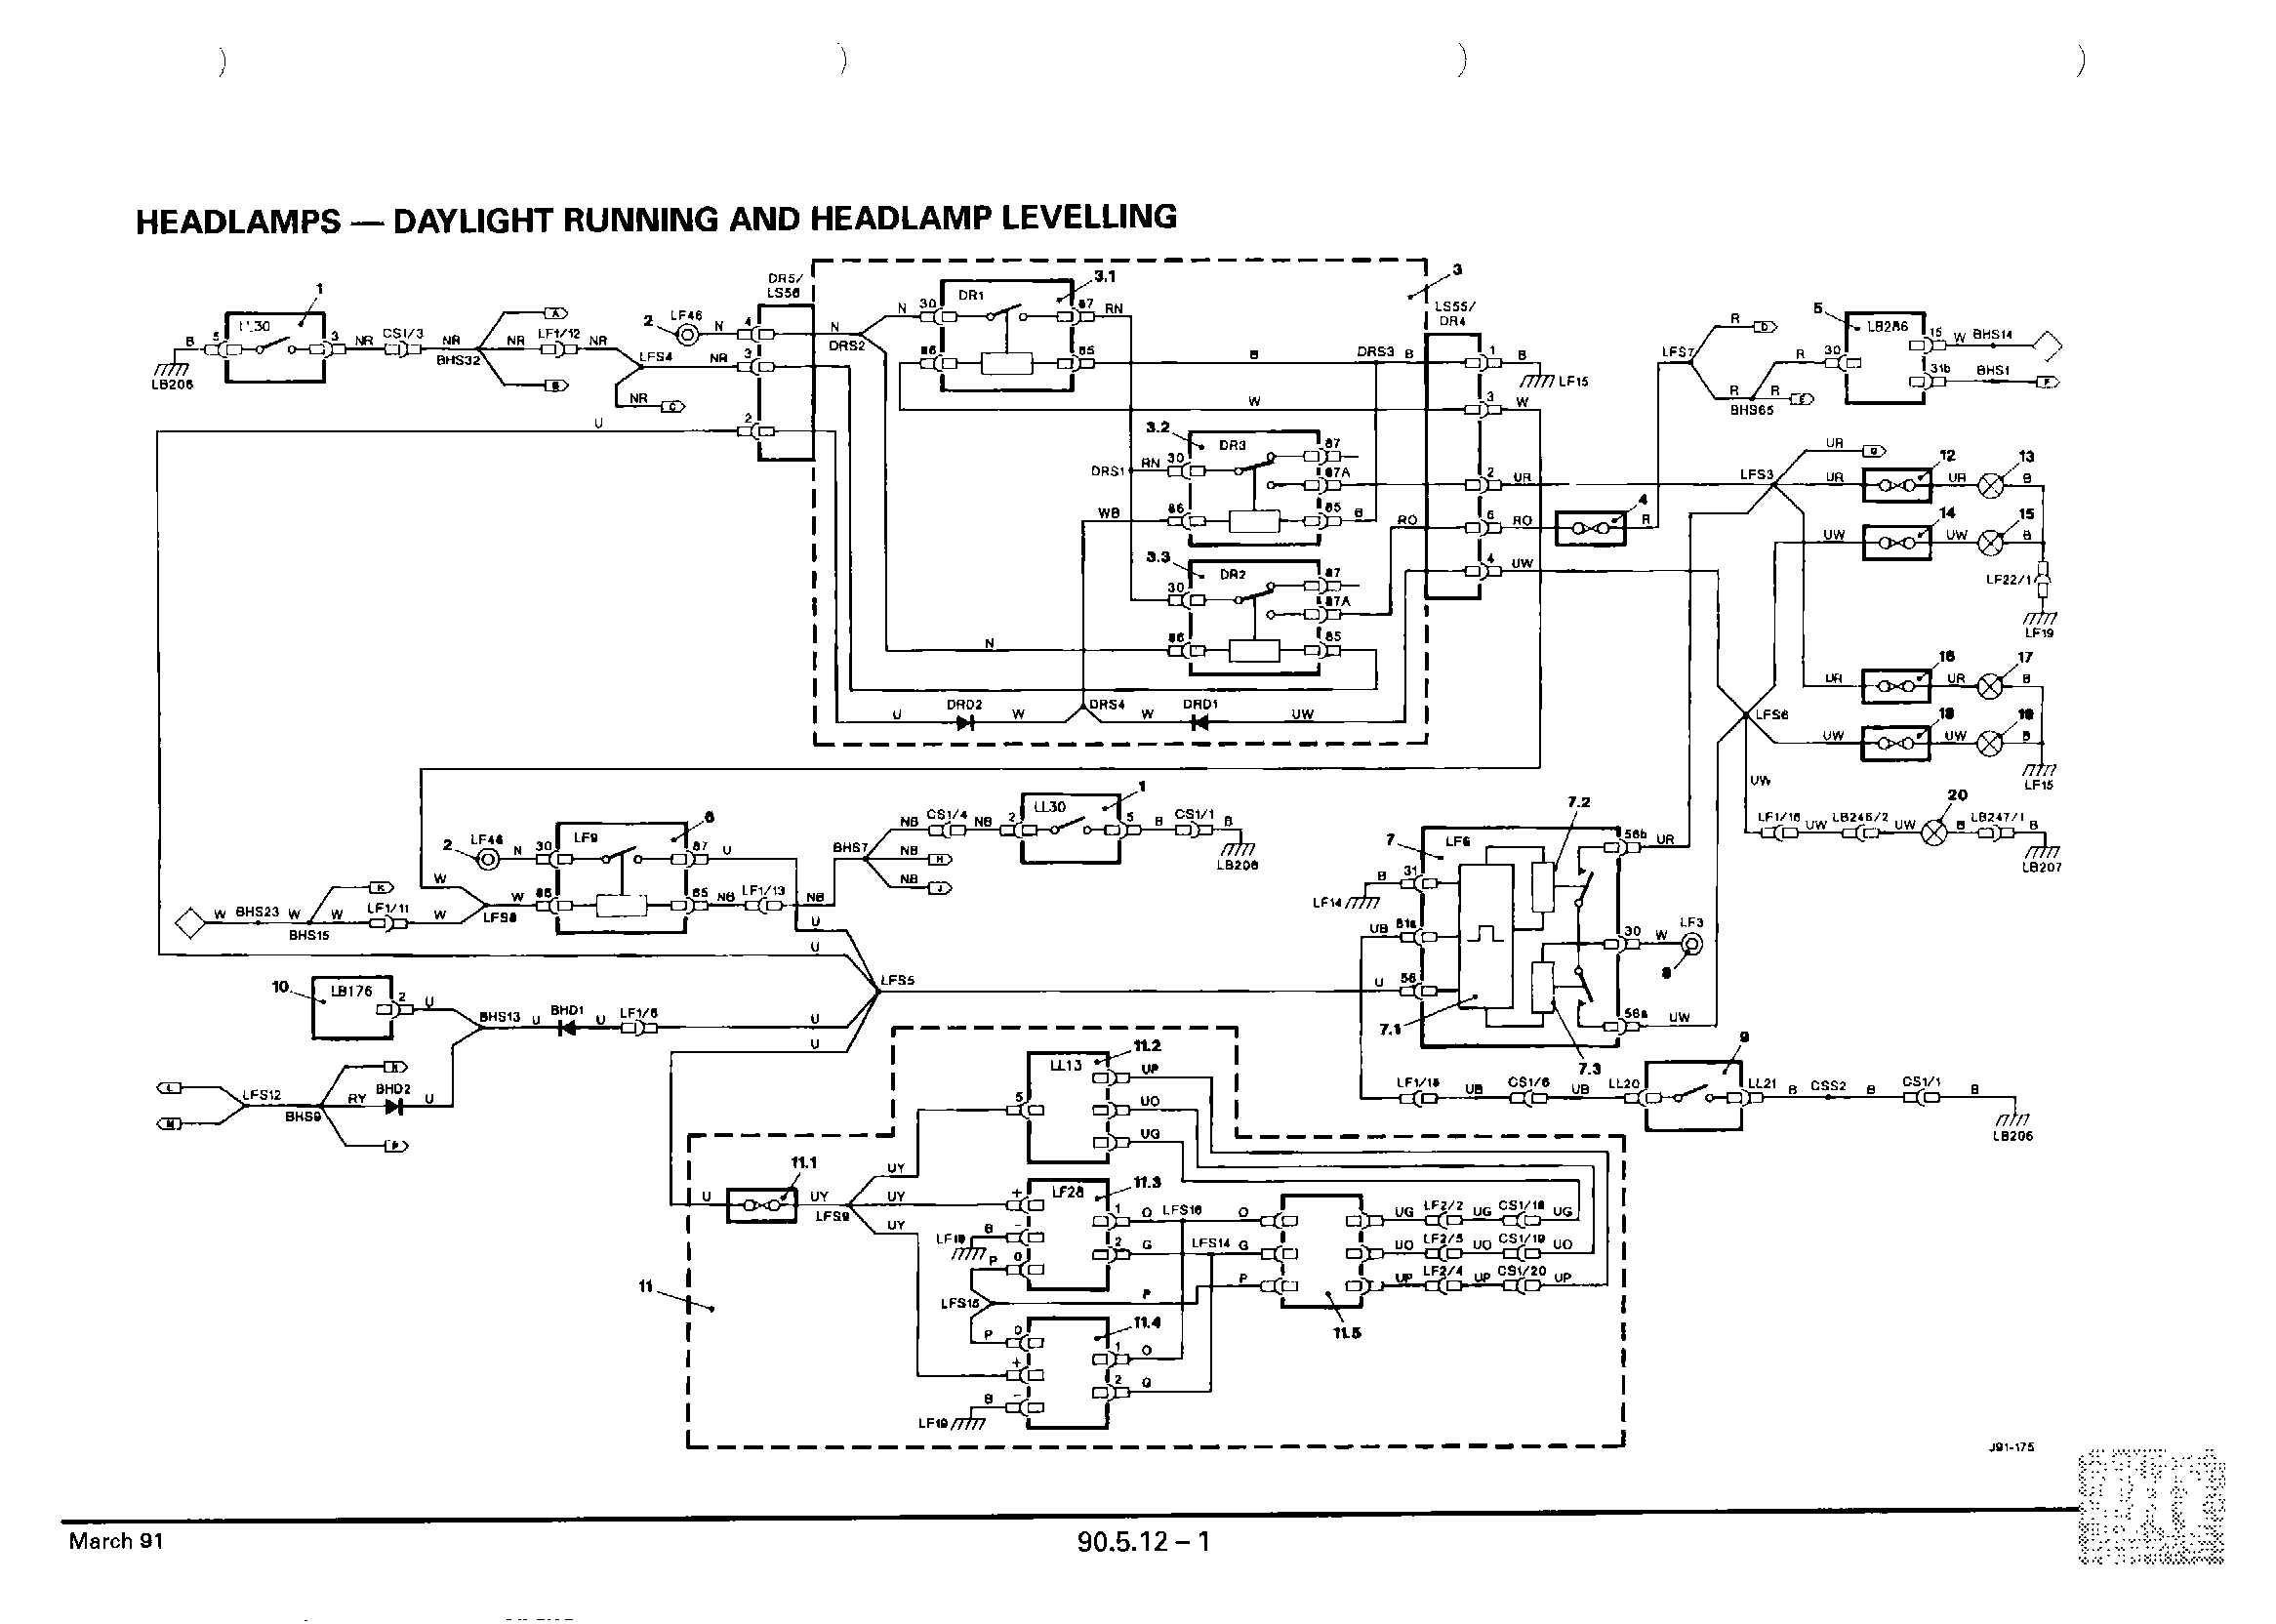 HEADLAMPS — DAYLIGHT RUNNING AND HEADLAMP LEVELLING
1
LL30
B 5 3 NR CS1/3 NR BHS32 NR LF1/12 NR LFS4 NR
LB206
A
B
NR C
2 LF46 N 4
DR5/
LS56
3
2
U
N DRS2
N 30 DR1 87 RN
3.1
3
86 85 B DRS3 B
W
LS55/
DR4
1 B
LF15
3 W
3.2
DR3
DRS1 RN 30 87
87A
2 UR
WB 86 85 B
RO 6 RO
4
R
3.3
DR2
30 87
87A
4 UW
N 86 85
U DRD2 W DRS4 W DRD1 UW
LFS7
R D
R
R
BHS65
E
5
LB286
30
15 W BHS14
31b BHS1
UR
LFS3 UR 12 UR 13 B
UW 14 UW 15 B
LF22/1
LF19
UR 16 UR 17 B
LFS6
UW 18 UW 19 B
LF15
UW
LF1/16 UW LB246/2 UW 20 B LB247/1 B
LB207
2 LF46 N 30 LF9 87 U
6
W
W
K
W BHS23 W W LF1/11 W LFS8
BHS15
86 85 NB LF1/13 NB
BHS7
NB CS1/4 NB 2 LL30 5 B CS1/1 B
1
LB206
NB H
NB J
U
U
LFS5
U
10
LB176
2 U
BHS13 U BHD1 U LF1/6 U
U
L
M
LFS12
BHS9
RY BHD2 U
P
7
LF6
7.2
56b UR
B 31
LF14
UB 81a
U 56
30 W LF3
8
7.1
7.3
56a UW
9
LF1/15 UB CS1/6 UB LL20 LL21 B CSS2 B CS1/1 B
LB206
11.2
LL13
UP
5 UO
UG
11.1
U UY LFS9
UY
UY
UY
11.3
LF28
+ 1 O LFS16 O
B −
LF19
2 G LFS14 G
P 0
LFS15 P P
UG LF2/2 UG CS1/18 UG
UO LF2/5 UO CS1/19 UO
UP LF2/4 UP CS1/20 UP
11
11.4
11.5
P 0
1 O
+
2 G
B −
LF19
J91-175
March 91
90.5.12 – 1